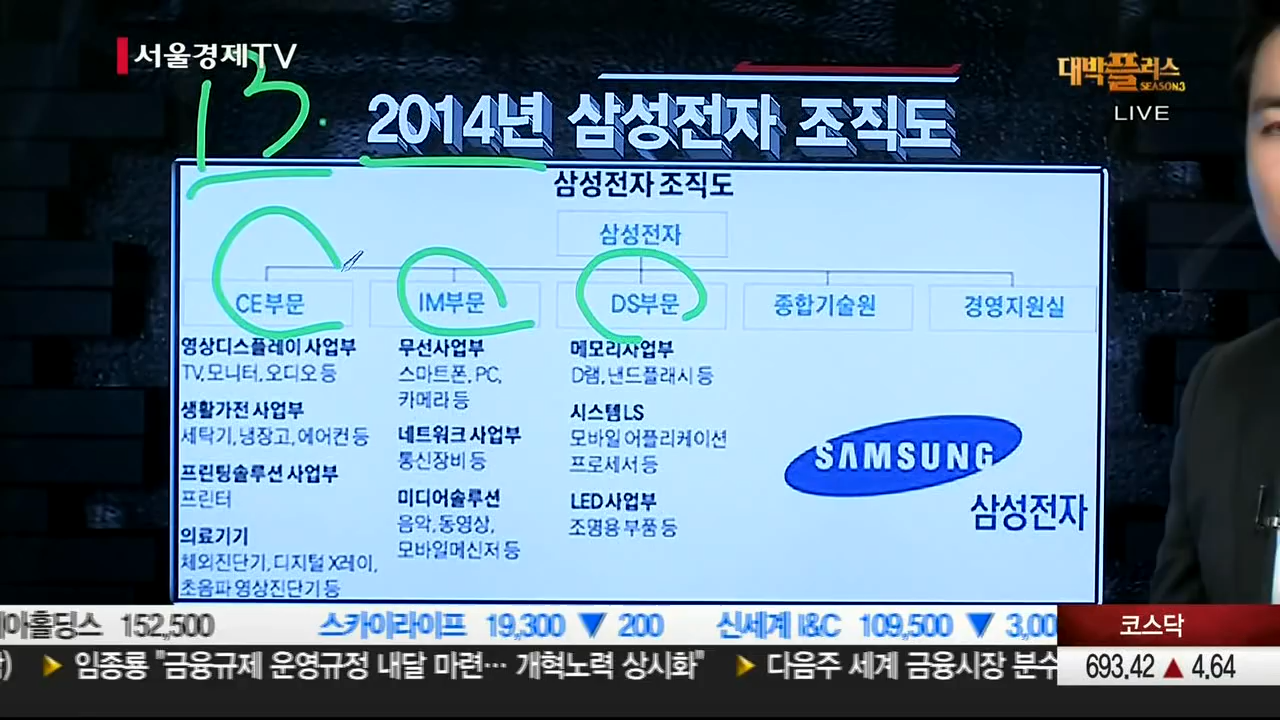 서울경제TV
대박플러스
SEASON3
LIVE
15.
2014년 삼성전자 조직도
삼성전자 조직도
삼성전자
CE부문
IM부문
DS부문
종합기술원
경영지원실
영상디스플레이 사업부
TV,모니터,오디오 등
생활가전 사업부
세탁기,냉장고,에어컨 등
프린팅솔루션 사업부
프린터
의료기기
체외진단기,디지털 X레이,
초음파 영상진단기 등
무선사업부
스마트폰, PC,
카메라 등
네트워크 사업부
통신장비 등
미디어솔루션
음악, 동영상,
모바일메신저 등
메모리사업부
D램, 낸드플래시 등
시스템LS
모바일 어플리케이션
프로세서 등
LED사업부
조명용 부품 등
SAMSUNG
삼성전자
홀딩스 152,500 스카이라이프 19,300 ▼ 200 신세계 I&C 109,500 ▼ 3,00
코스닥
▶ 임종룡 "금융규제 운영규정 내달 마련… 개혁노력 상시화" ▶ 다음주 세계 금융시장 분수
693.42 ▲ 4.64